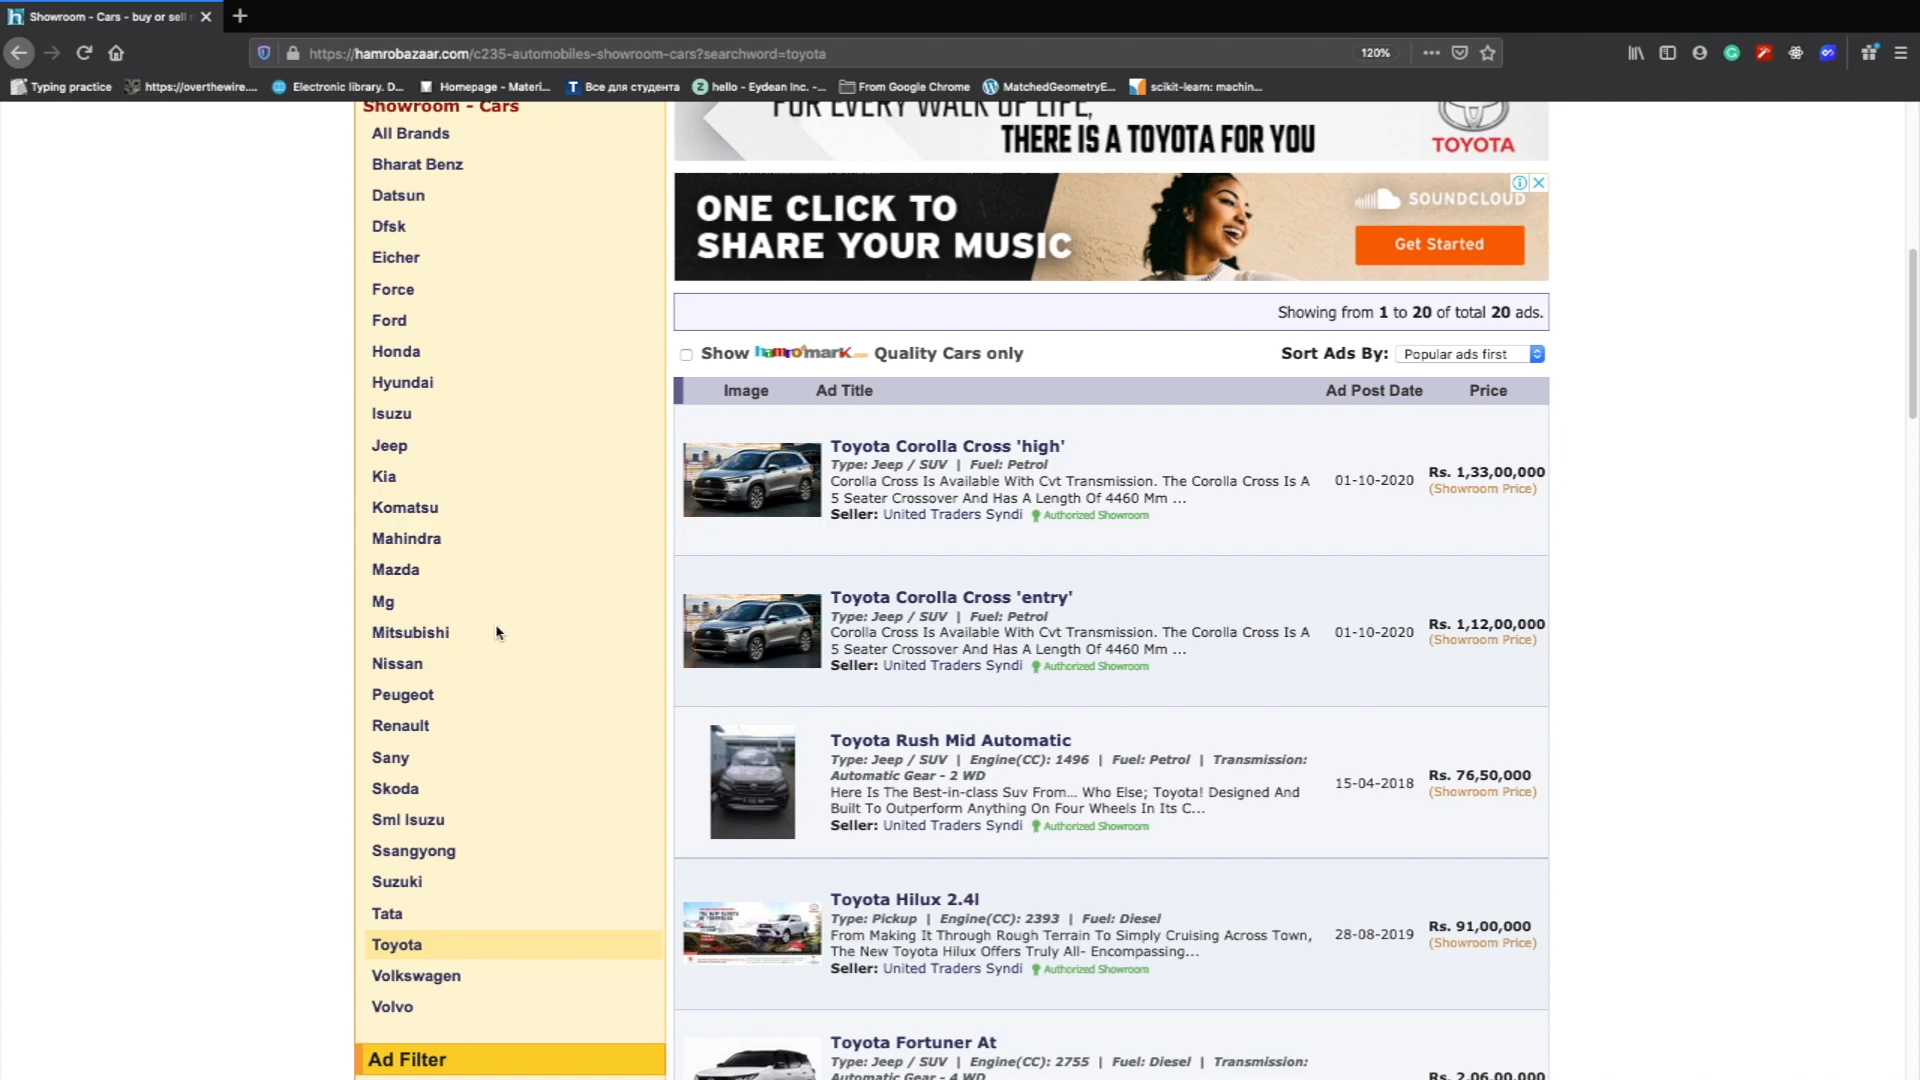 Showroom - Cars - buy or sell
https://hamrobazaar.com/c235-automobiles-showroom-cars?searchword=toyota
120%
Typing practice
https://overthewire....
Electronic library. D...
Homepage - Materi...
Все для студента
hello - Eydean Inc. -...
From Google Chrome
MatchedGeometryE...
scikit-learn: machin...
Showroom - Cars
All Brands
Bharat Benz
Datsun
Dfsk
Eicher
Force
Ford
Honda
Hyundai
Isuzu
Jeep
Kia
Komatsu
Mahindra
Mazda
Mg
Mitsubishi
Nissan
Peugeot
Renault
Sany
Skoda
Sml Isuzu
Ssangyong
Suzuki
Tata
Toyota
Volkswagen
Volvo
Ad Filter
FOR EVERY WALK OF LIFE,
THERE IS A TOYOTA FOR YOU
TOYOTA
ONE CLICK TO
SHARE YOUR MUSIC
SOUNDCLOUD
Get Started
Showing from 1 to 20 of total 20 ads.
Show hamromark.com Quality Cars only
Sort Ads By: Popular ads first
Image Ad Title Ad Post Date Price
Toyota Corolla Cross 'high'
Type: Jeep / SUV | Fuel: Petrol
Corolla Cross Is Available With Cvt Transmission. The Corolla Cross Is A
5 Seater Crossover And Has A Length Of 4460 Mm ...
Seller: United Traders Syndi Authorized Showroom
01-10-2020
Rs. 1,33,00,000
(Showroom Price)
Toyota Corolla Cross 'entry'
Type: Jeep / SUV | Fuel: Petrol
Corolla Cross Is Available With Cvt Transmission. The Corolla Cross Is A
5 Seater Crossover And Has A Length Of 4460 Mm ...
Seller: United Traders Syndi Authorized Showroom
01-10-2020
Rs. 1,12,00,000
(Showroom Price)
Toyota Rush Mid Automatic
Type: Jeep / SUV | Engine(CC): 1496 | Fuel: Petrol | Transmission:
Automatic Gear - 2 WD
Here Is The Best-in-class Suv From... Who Else; Toyota! Designed And
Built To Outperform Anything On Four Wheels In Its C...
Seller: United Traders Syndi Authorized Showroom
15-04-2018
Rs. 76,50,000
(Showroom Price)
Toyota Hilux 2.4l
Type: Pickup | Engine(CC): 2393 | Fuel: Diesel
From Making It Through Rough Terrain To Simply Cruising Across Town,
The New Toyota Hilux Offers Truly All- Encompassing...
Seller: United Traders Syndi Authorized Showroom
28-08-2019
Rs. 91,00,000
(Showroom Price)
Toyota Fortuner At
Type: Jeep / SUV | Engine(CC): 2755 | Fuel: Diesel | Transmission:
Automatic Gear - 4 WD
Rs. 2,06,00,000